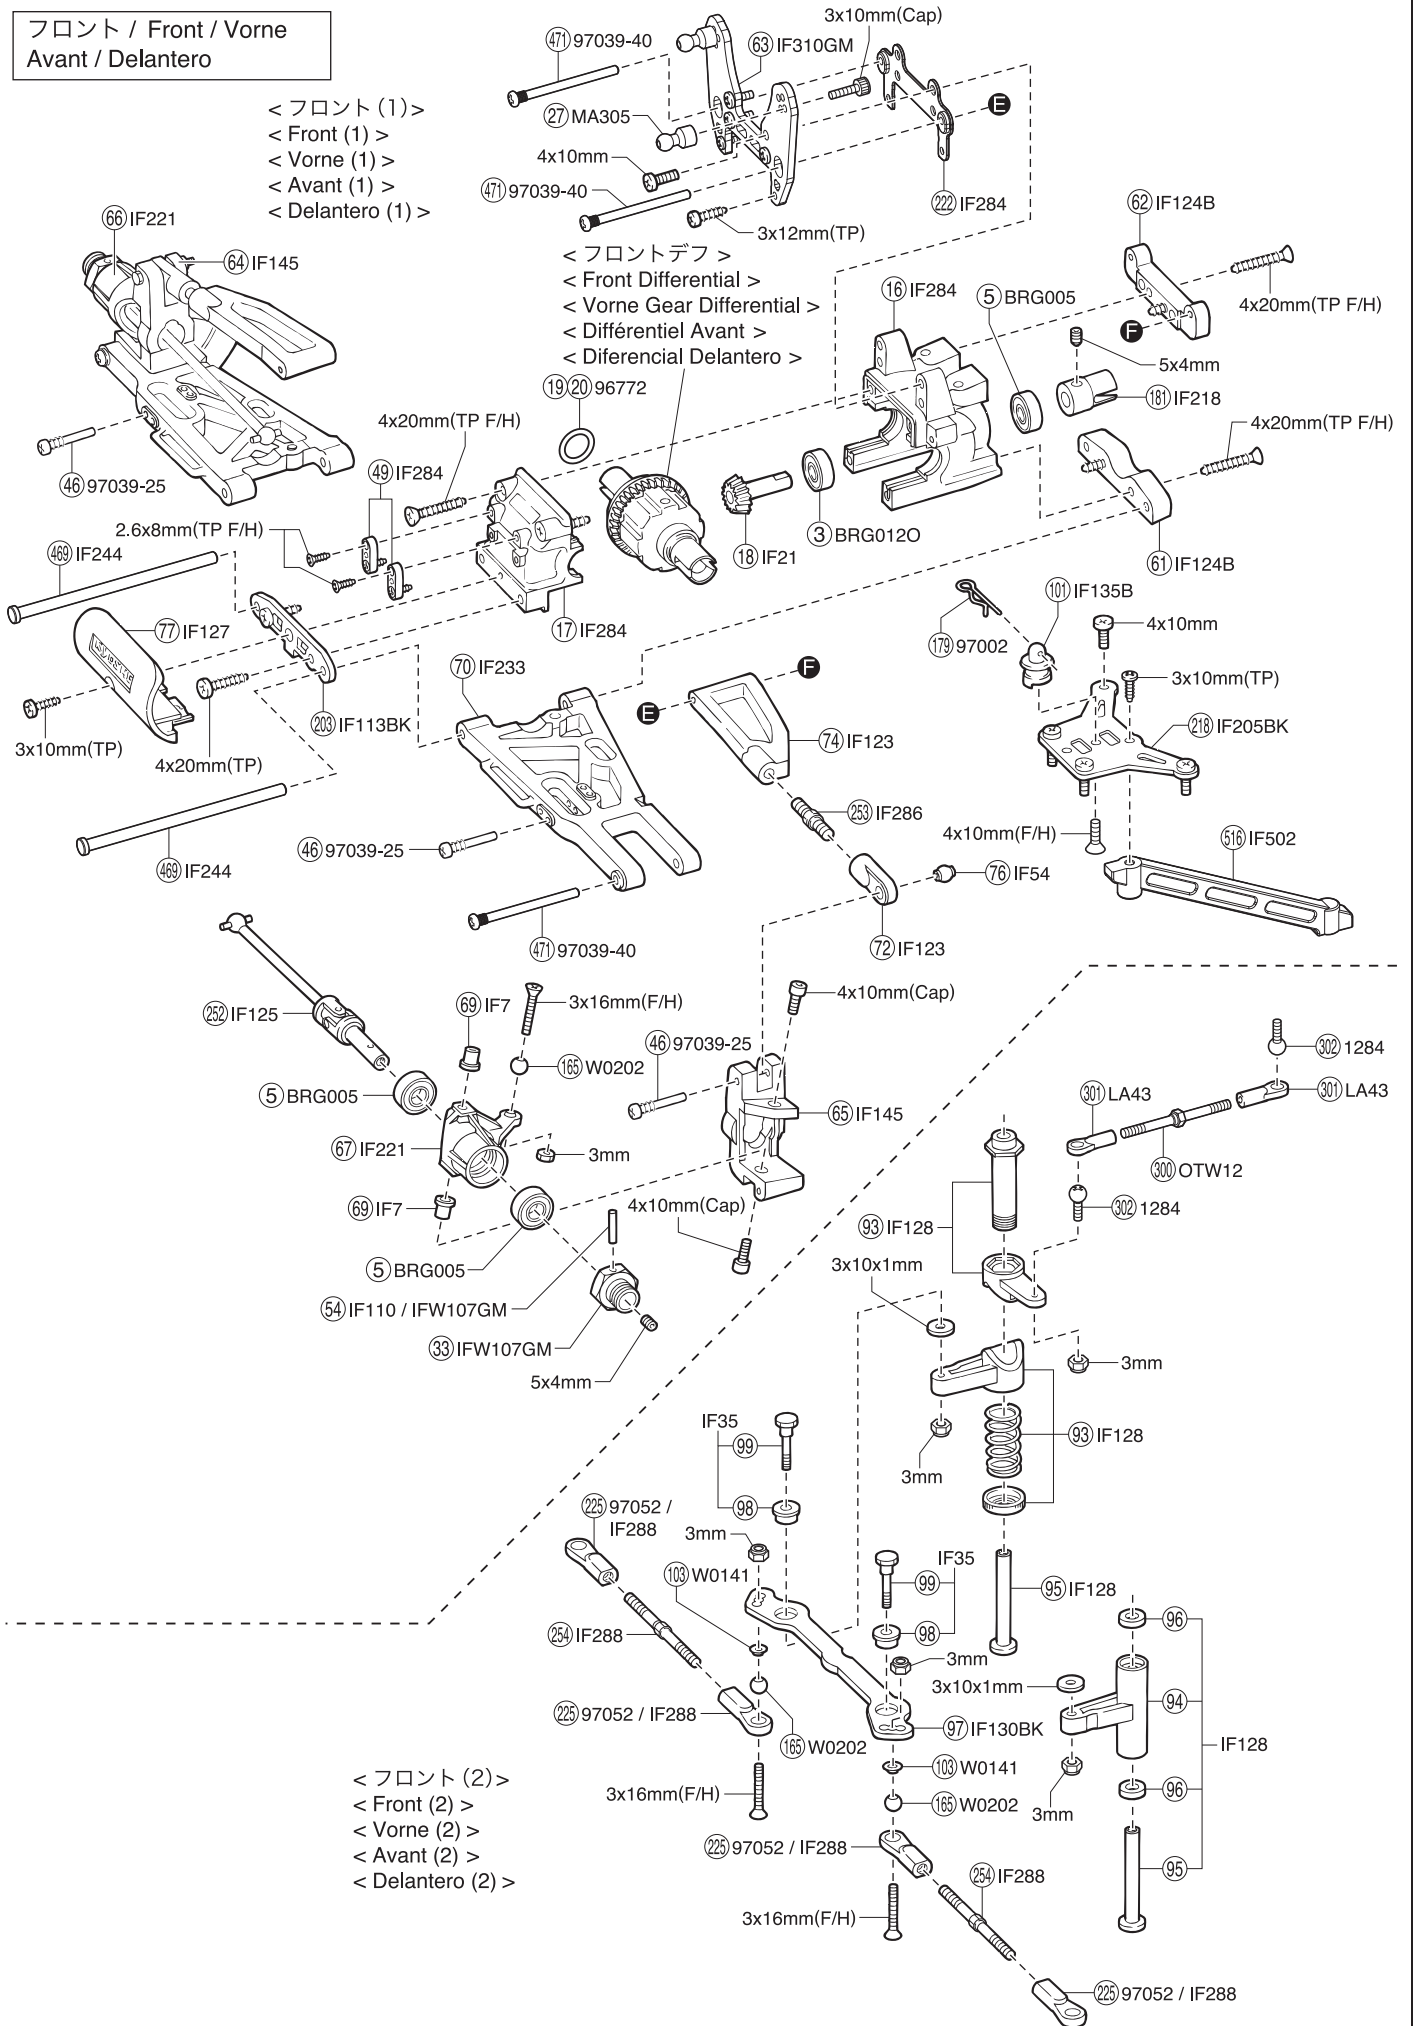 フロント / Front / Vorne
Avant / Delantero
< フロント (1) >
< Front (1) >
< Vorne (1) >
< Avant (1) >
< Delantero (1) >
471 97039-40
63 IF310GM
3x10mm(Cap)
27 MA305
4x10mm
E
471 97039-40
222 IF284
3x12mm(TP)
62 IF124B
66 IF221
64 IF145
< フロントデフ >
< Front Differential >
< Vorne Gear Differential >
< Différentiel Avant >
< Diferencial Delantero >
16 IF284
5 BRG005
4x20mm(TP F/H)
F
5x4mm
19 20 96772
181 IF218
4x20mm(TP F/H)
4x20mm(TP F/H)
46 97039-25
49 IF284
2.6x8mm(TP F/H)
3 BRG012O
18 IF21
61 IF124B
469 IF244
101 IF135B
77 IF127
KYOSHO
17 IF284
179 97002
4x10mm
70 IF233
F
3x10mm(TP)
E
203 IF113BK
218 IF205BK
3x10mm(TP)
4x20mm(TP)
74 IF123
253 IF286
4x10mm(F/H)
46 97039-25
516 IF502
469 IF244
76 IF54
72 IF123
471 97039-40
252 IF125
69 IF7
3x16mm(F/H)
4x10mm(Cap)
46 97039-25
302 1284
165 W0202
5 BRG005
301 LA43
301 LA43
65 IF145
67 IF221
3mm
300 OTW12
69 IF7
4x10mm(Cap)
302 1284
93 IF128
5 BRG005
3x10x1mm
54 IF110 / IFW107GM
33 IFW107GM
3mm
5x4mm
IF35
99
93 IF128
3mm
98
225 97052 /
IF288
3mm
IF35
103 W0141
99
95 IF128
96
254 IF288
98
3mm
3x10x1mm
94
225 97052 / IF288
97 IF130BK
165 W0202
IF128
< フロント (2) >
< Front (2) >
< Vorne (2) >
< Avant (2) >
< Delantero (2) >
103 W0141
3x16mm(F/H)
96
165 W0202
3mm
225 97052 / IF288
95
254 IF288
3x16mm(F/H)
225 97052 / IF288